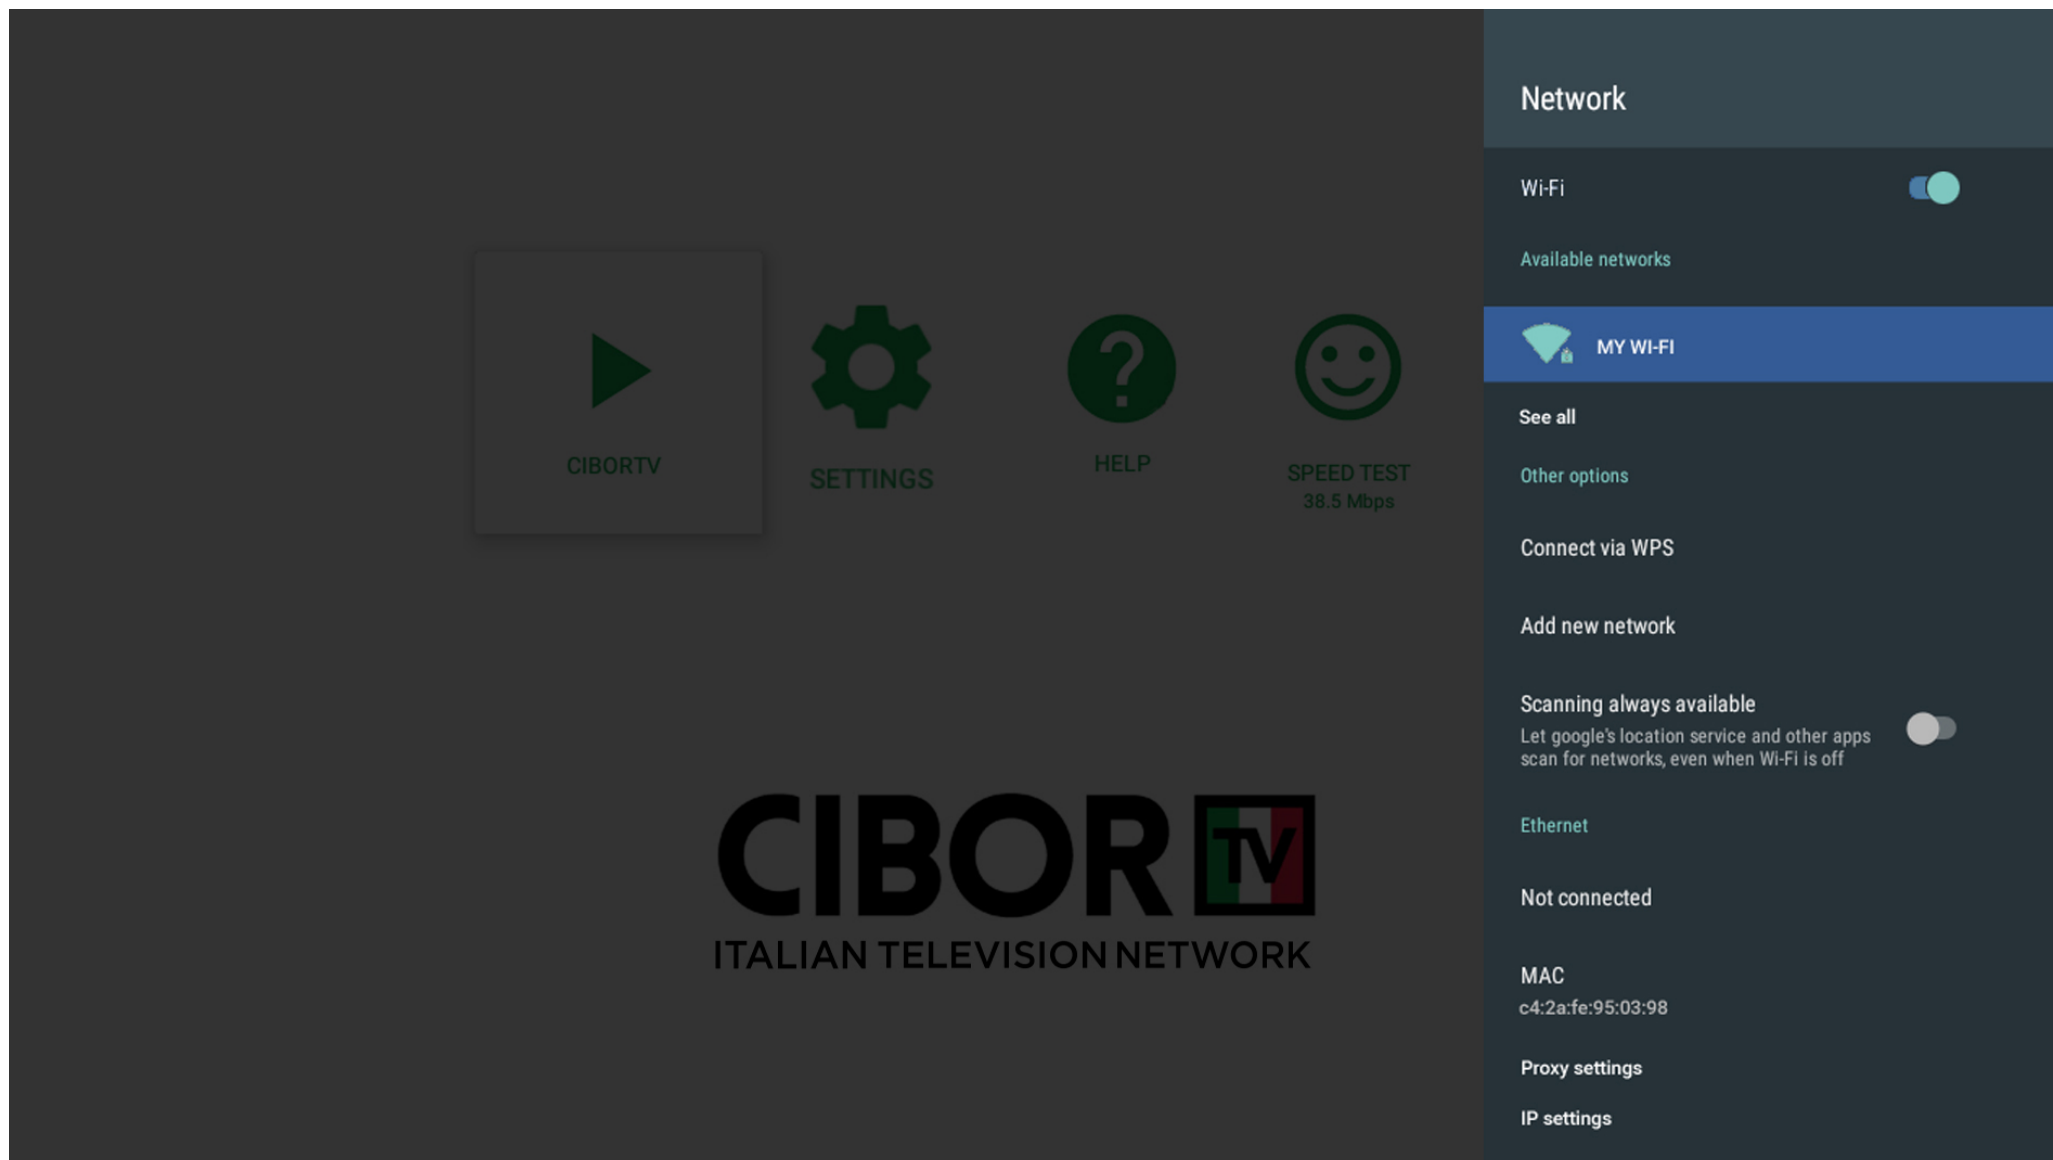 Network
Wi-Fi
Available networks
MY WI-FI
See all
Other options
Connect via WPS
Add new network
Scanning always available
Let google's location service and other apps
scan for networks, even when Wi-Fi is off
Ethernet
Not connected
MAC
c4:2a:fe:95:03:98
Proxy settings
IP settings
CIBORTV
SETTINGS
HELP
SPEED TEST
38.5 Mbps
CIBOR TV
ITALIAN TELEVISION NETWORK